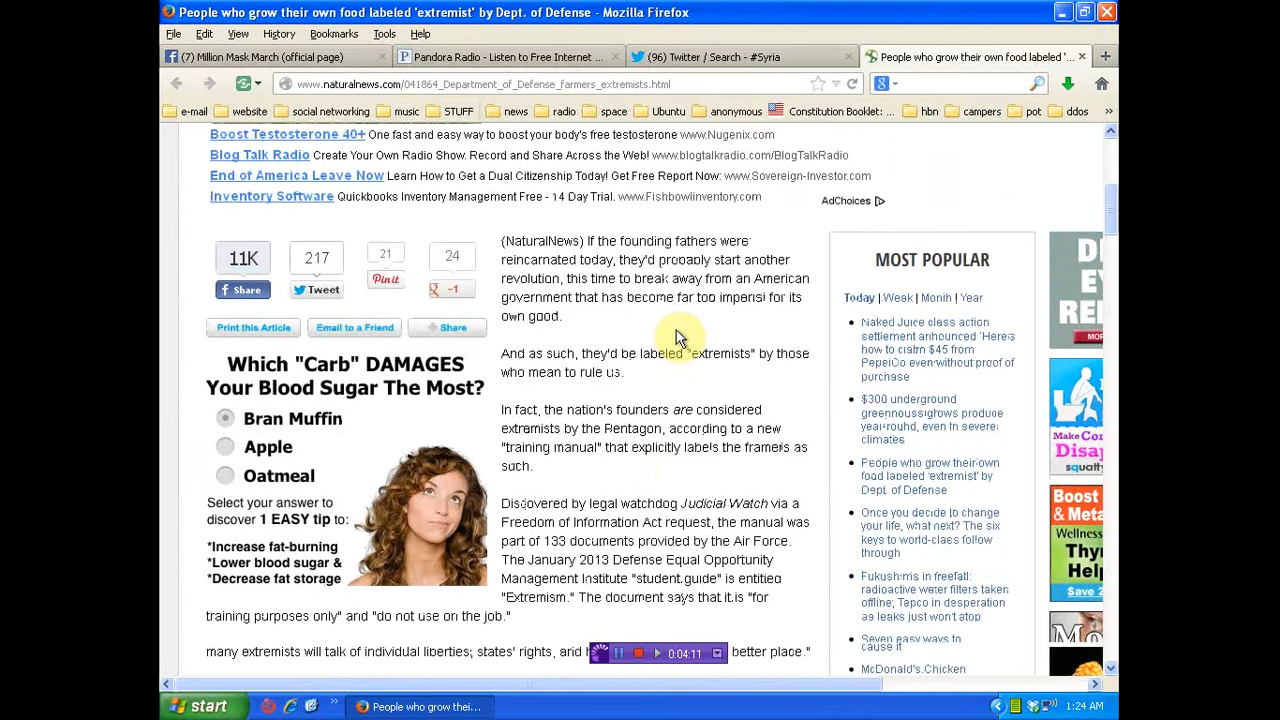 People who grow their own food labeled 'extremist' by Dept. of Defense - Mozilla Firefox
File Edit View History Bookmarks Tools Help
(7) Million Mask March (official page)
Pandora Radio - Listen to Free Internet ...
(96) Twitter / Search - #Syria
People who grow their own food labeled '...
www.naturalnews.com/041864_Department_of_Defense_farmers_extremists.html
e-mail website social networking music STUFF news radio space Ubuntu anonymous Constitution Booklet:... hbn campers pot ddos
Boost Testosterone 40+ One fast and easy way to boost your body's free testosterone www.Nugenix.com
Blog Talk Radio Create Your Own Radio Show. Record and Share Across the Web! www.blogtalkradio.com/BlogTalkRadio
End of America Leave Now Learn How to Get a Dual Citizenship Today! Get Free Report Now: www.Sovereign-Investor.com
Inventory Software Quickbooks Inventory Management Free - 14 Day Trial. www.Fishbowlinventory.com
AdChoices
11K 217 21 24
Share Tweet Pin it +1
Print this Article Email to a Friend Share
Which "Carb" DAMAGES
Your Blood Sugar The Most?
Bran Muffin
Apple
Oatmeal
Select your answer to
discover 1 EASY tip to:
*Increase fat-burning
*Lower blood sugar &
*Decrease fat storage
(NaturalNews) If the founding fathers were
reincarnated today, they'd probably start another
revolution, this time to break away from an American
government that has become far too imperial for its
own good.
And as such, they'd be labeled "extremists" by those
who mean to rule us.
In fact, the nation's founders are considered
extremists by the Pentagon, according to a new
"training manual" that explicitly labels the framers as
such.
Discovered by legal watchdog Judicial Watch via a
Freedom of Information Act request, the manual was
part of 133 documents provided by the Air Force.
The January 2013 Defense Equal Opportunity
Management Institute "student guide" is entitled
"Extremism." The document says that it is "for
training purposes only" and "do not use on the job."
many extremists will talk of individual liberties, states' rights, and better place."
MOST POPULAR
Today | Week | Month | Year
Naked Juice class action
settlement announced 'Here's
how to claim $45 from
PepsiCo even without proof of
purchase
$300 underground
greenhouse grows produce
year-round, even in severe
climates
People who grow their own
food labeled 'extremist' by
Dept. of Defense
Once you decide to change
your life, what next? The six
keys to world-class follow
through
Fukushima in freefall:
radioactive water filters taken
offline; Tepco in desperation
as leaks just won't stop
Seven easy ways to
cause it
McDonald's Chicken
D
EY
RE
MO
Make Con
Disap
squatty
Boost
& Meta
Wellness
Thy
Help
Save 2
Mo
0:04:11
start
People who grow thei...
1:24 AM